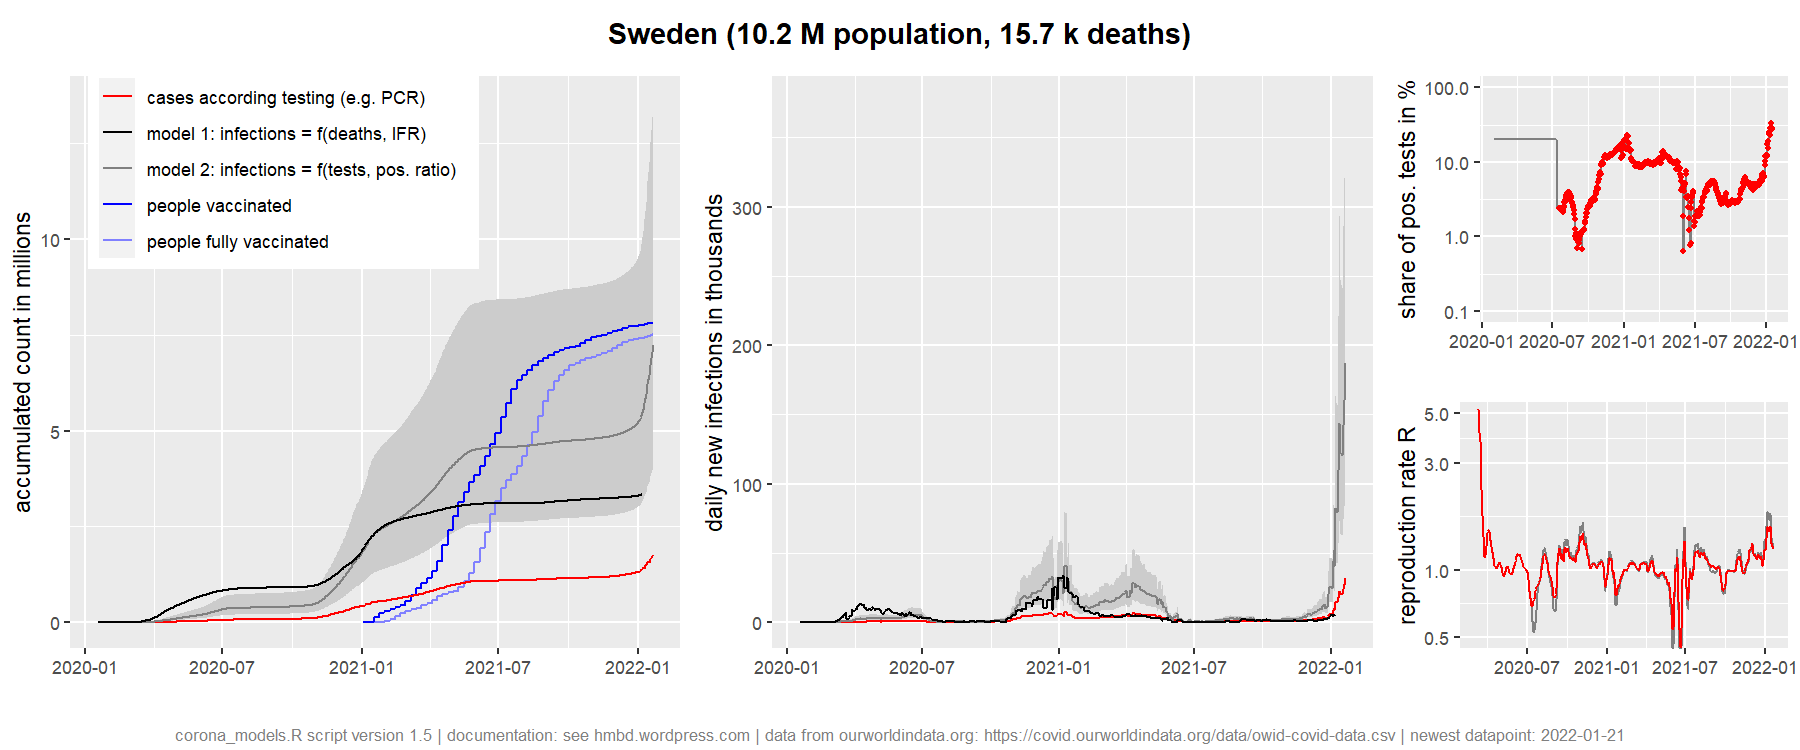 Sweden (10.2 M population, 15.7 k deaths)
cases according testing (e.g. PCR)
model 1: infections = f(deaths, IFR)
model 2: infections = f(tests, pos. ratio)
people vaccinated
people fully vaccinated
accumulated count in millions
10
5
0
2020-01 2020-07 2021-01 2021-07 2022-01
daily new infections in thousands
300
200
100
0
2020-01 2020-07 2021-01 2021-07 2022-01
share of pos. tests in %
100.0
10.0
1.0
0.1
2020-01 2020-07 2021-01 2021-07 2022-01
reproduction rate R
5.0
3.0
1.0
0.5
2020-07 2021-01 2021-07 2022-01
corona_models.R script version 1.5 | documentation: see hmbd.wordpress.com | data from ourworldindata.org: https://covid.ourworldindata.org/data/owid-covid-data.csv | newest datapoint: 2022-01-21